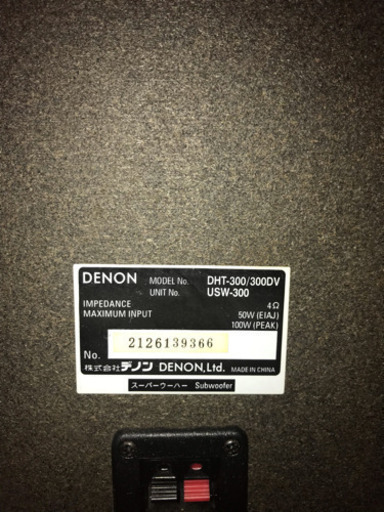 DENON MODEL No. DHT-300/300DV
UNIT No. USW-300
IMPEDANCE 4Ω
MAXIMUM INPUT 50W (EIAJ)
100W (PEAK)
No. 2126139366
株式会社デノン DENON, Ltd. MADE IN CHINA
スーパーウーハー Subwoofer